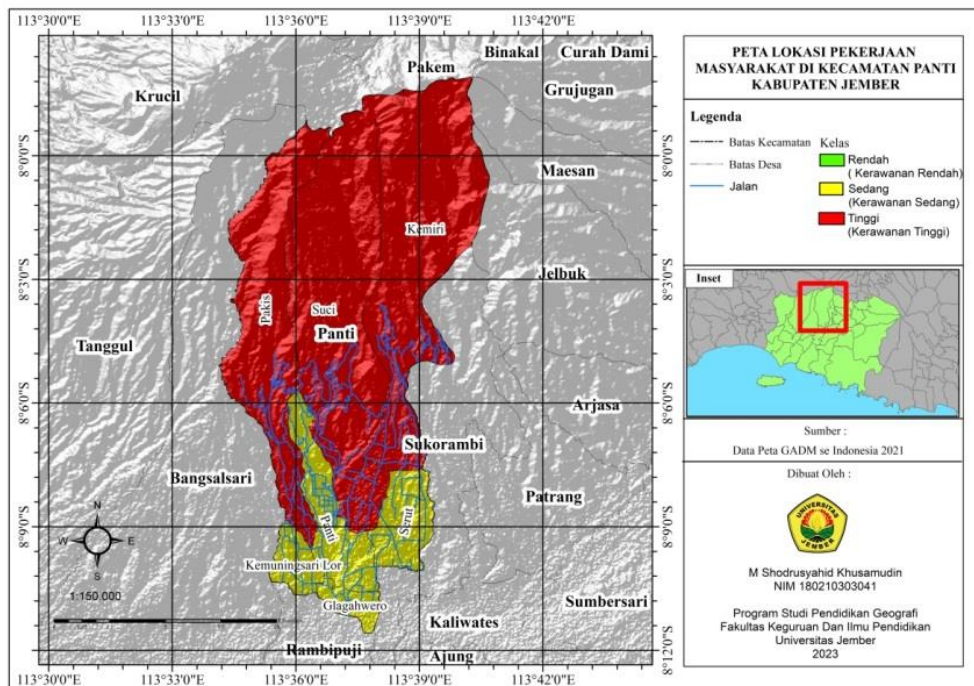 113°30'0"E 113°33'0"E 113°36'0"E 113°39'0"E 113°42'0"E
Binakal Curah Dami
Pakem
Krucil
Grujugan
8°0'0"S 8°0'0"S
Maesan
Kemiri
8°3'0"S 8°3'0"S
Jelbuk
Pakis
Suci
Panti
Tanggul
8°6'0"S 8°6'0"S
Arjasa
Sukorambi
Bangsalsari
Patrang
8°9'0"S 8°9'0"S
Panti
Serut
N
W E
S
Kemuningsari Lor
1:150.000
Glagahwero
Sumbersari
Kaliwates
Rambipuji
Ajung
8°12'0"S 8°12'0"S
113°30'0"E 113°33'0"E 113°36'0"E 113°39'0"E 113°42'0"E
PETA LOKASI PEKERJAAN
MASYARAKAT DI KECAMATAN PANTI
KABUPATEN JEMBER
Legenda
Batas Kecamatan
Batas Desa
Jalan
Kelas
Rendah
( Kerawanan Rendah)
Sedang
(Kerawanan Sedang)
Tinggi
(Kerawanan Tinggi)
Inset
Sumber :
Data Peta GADM se Indonesia 2021
Dibuat Oleh :
UNIVERSITAS
JEMBER
M Shodrusyahid Khusamudin
NIM 180210303041
Program Studi Pendidikan Geografi
Fakultas Keguruan Dan Ilmu Pendidikan
Universitas Jember
2023